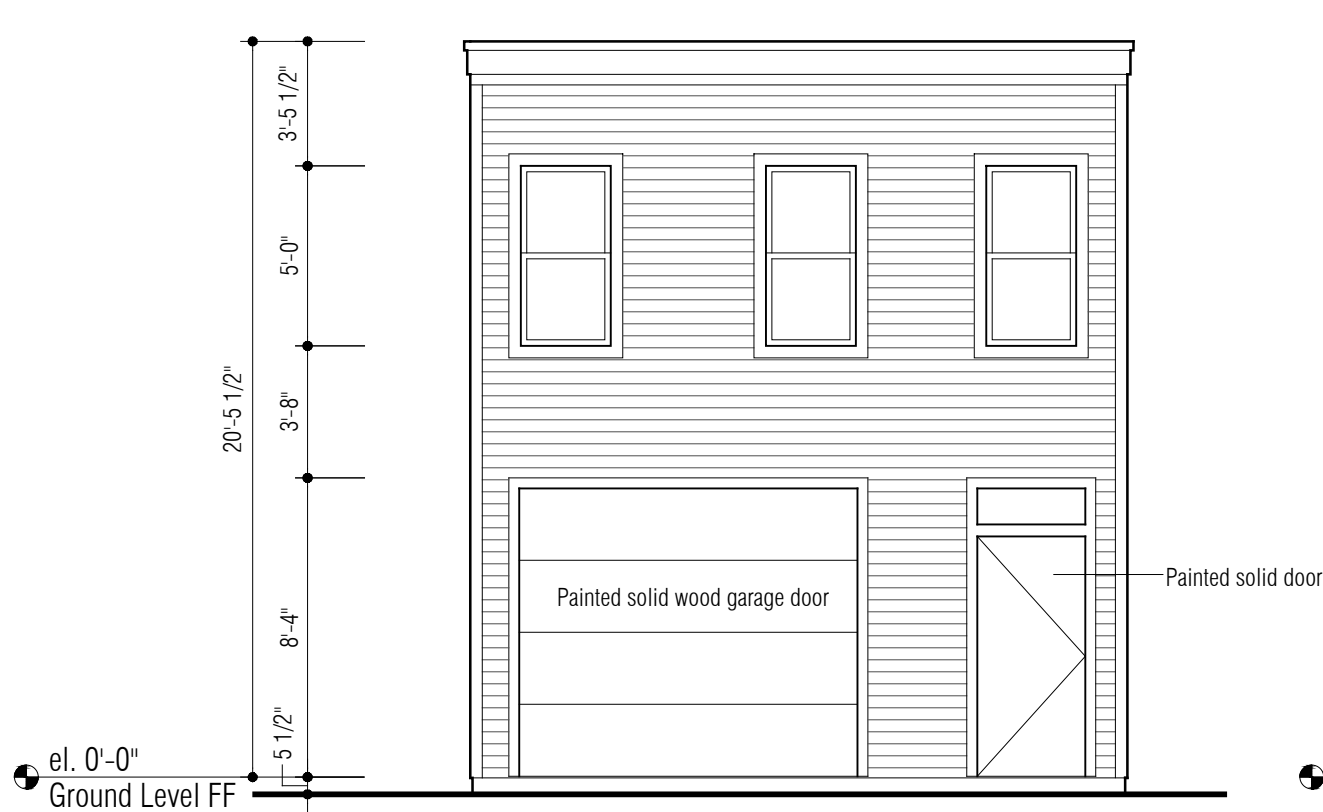 3'-5 1/2"
5'-0"
20'-5 1/2"
3'-8"
Painted solid door
Painted solid wood garage door
8'-4"
5 1/2"
el. 0'-0"
Ground Level FF